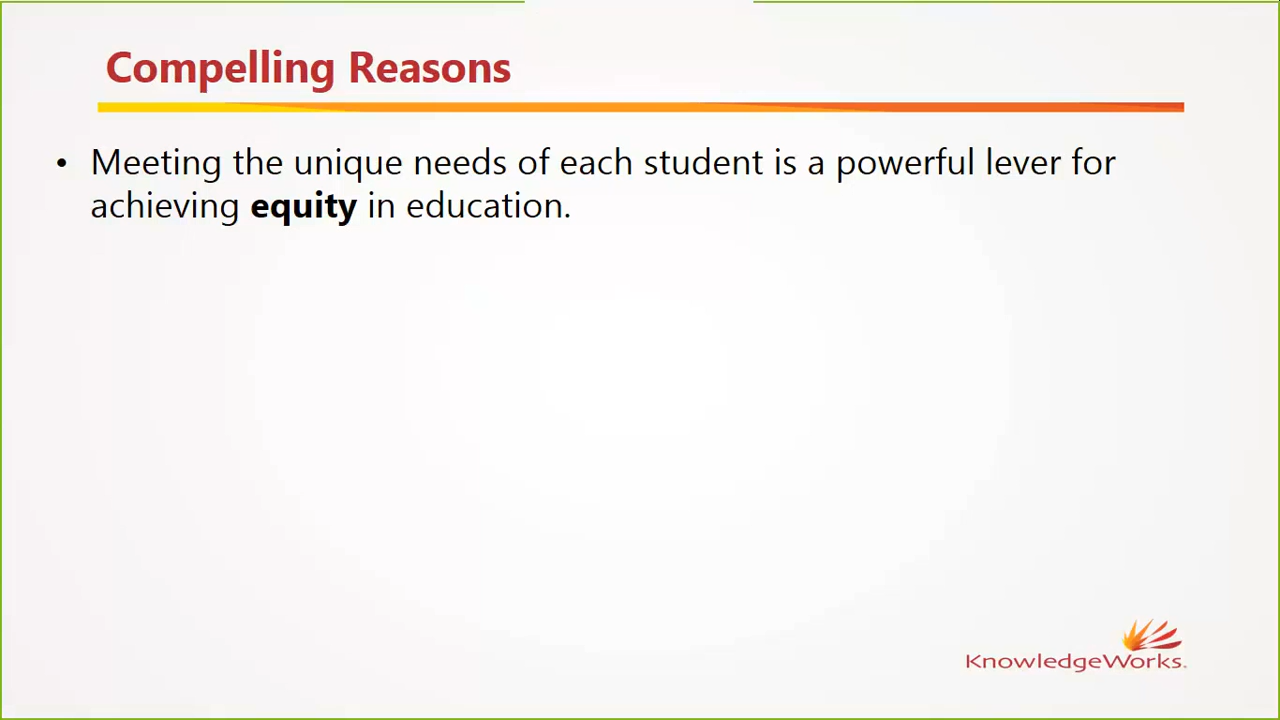 Compelling Reasons
• Meeting the unique needs of each student is a powerful lever for
achieving equity in education.
KnowledgeWorks.